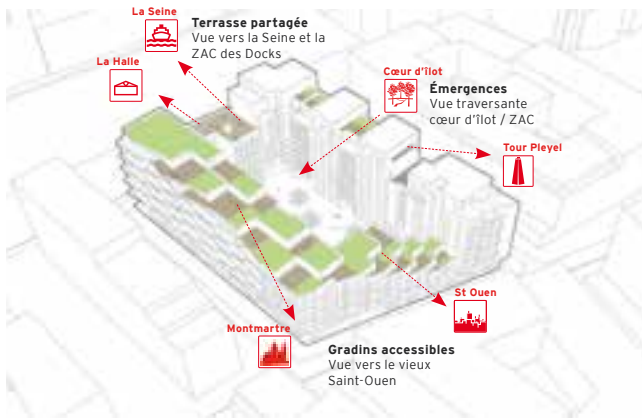 La Seine
Terrasse partagée
Vue vers la Seine et la
ZAC des Docks
La Halle
Cœur d'îlot
Émergences
Vue traversante
cœur d'îlot / ZAC
Tour Pleyel
St Ouen
Montmartre
Gradins accessibles
Vue vers le vieux
Saint-Ouen